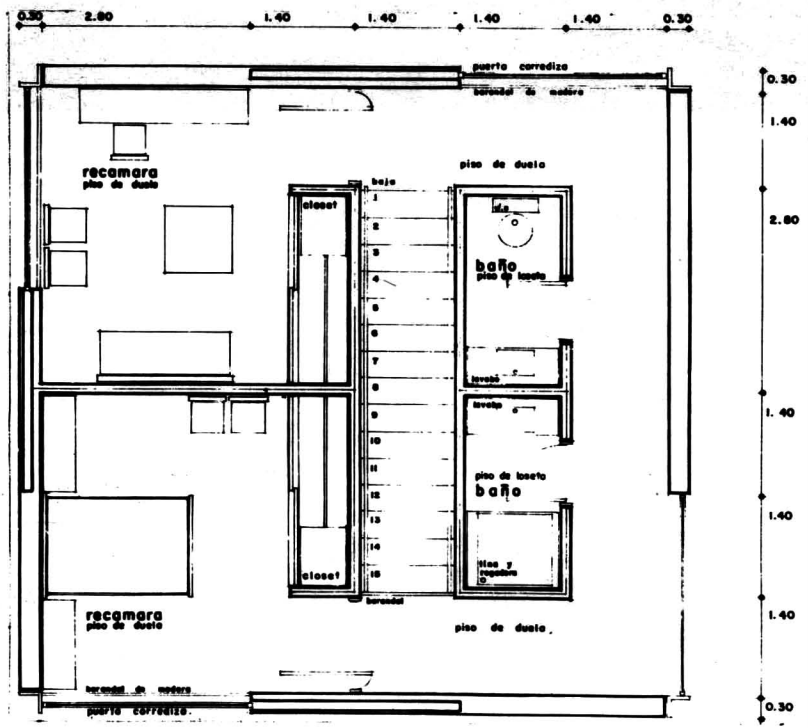 0.30 2.80 1.40 1.40 1.40 1.40 0.30
puerta corrediza
barandal de madera
0.30
1.40
recamara
piso de duela
piso de duela
baja
closet
1
2
3
4
5
6
7
8
9
10
11
12
13
14
15
2.80
baño
piso de loseta
lavabo
lavabo
1.40
piso de loseta
baño
1.40
tina y
regadera
closet
barandal
1.40
recamara
piso de duela
piso de duela
barandal de madera
puerta corrediza.
0.30